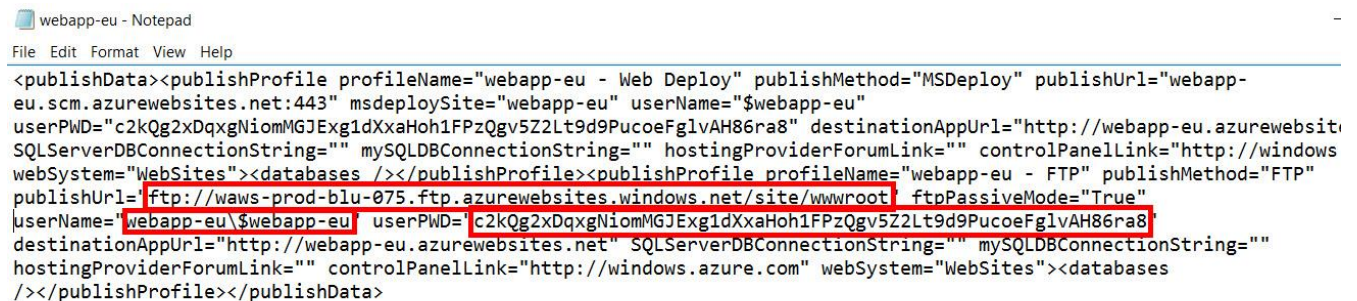 webapp-eu - Notepad
File Edit Format View Help
<publishData><publishProfile profileName="webapp-eu - Web Deploy" publishMethod="MSDeploy" publishUrl="webapp-
eu.scm.azurewebsites.net:443" msdeploySite="webapp-eu" userName="$webapp-eu"
userPWD="c2kQg2xDqxgNiomMGJExg1dXxaHoh1FPzQgv5Z2Lt9d9PucoeFglvAH86ra8" destinationAppUrl="http://webapp-eu.azurewebsit
SQLServerDBConnectionString="" mySQLDBConnectionString="" hostingProviderForumLink="" controlPanelLink="http://windows
webSystem="WebSites"><databases /></publishProfile><publishProfile profileName="webapp-eu - FTP" publishMethod="FTP"
publishUrl="ftp://waws-prod-blu-075.ftp.azurewebsites.windows.net/site/wwwroot" ftpPassiveMode="True"
userName="webapp-eu\$webapp-eu" userPWD="c2kQg2xDqxgNiomMGJExg1dXxaHoh1FPzQgv5Z2Lt9d9PucoeFglvAH86ra8"
destinationAppUrl="http://webapp-eu.azurewebsites.net" SQLServerDBConnectionString="" mySQLDBConnectionString=""
hostingProviderForumLink="" controlPanelLink="http://windows.azure.com" webSystem="WebSites"><databases
/></publishProfile></publishData>